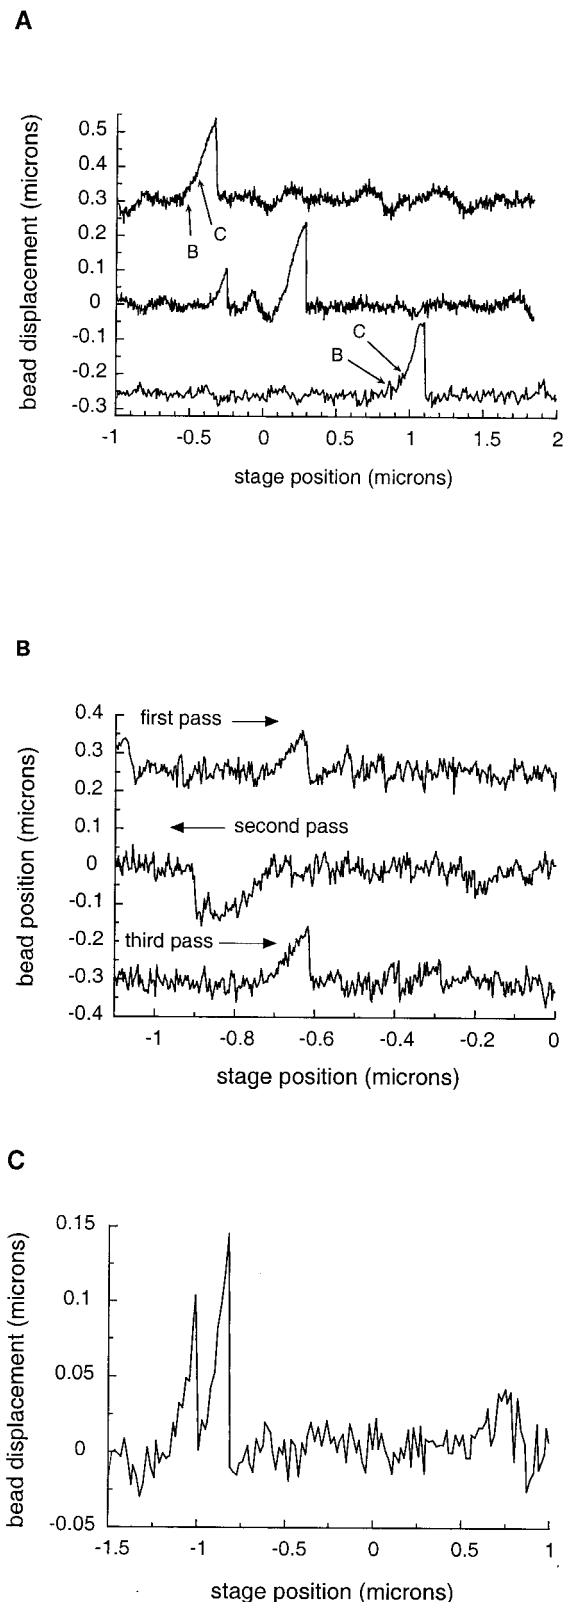 A
bead displacement (microns)
0.5
0.4
0.3
0.2
0.1
0
-0.1
-0.2
-0.3
B
C
C
B
-1 -0.5 0 0.5 1 1.5 2
stage position (microns)
B
bead position (microns)
0.4
0.3
0.2
0.1
0
-0.1
-0.2
-0.3
-0.4
first pass
second pass
third pass
-1 -0.8 -0.6 -0.4 -0.2 0
stage position (microns)
C
bead displacement (microns)
0.15
0.1
0.05
0
-0.05
-1.5 -1 -0.5 0 0.5 1
stage position (microns)